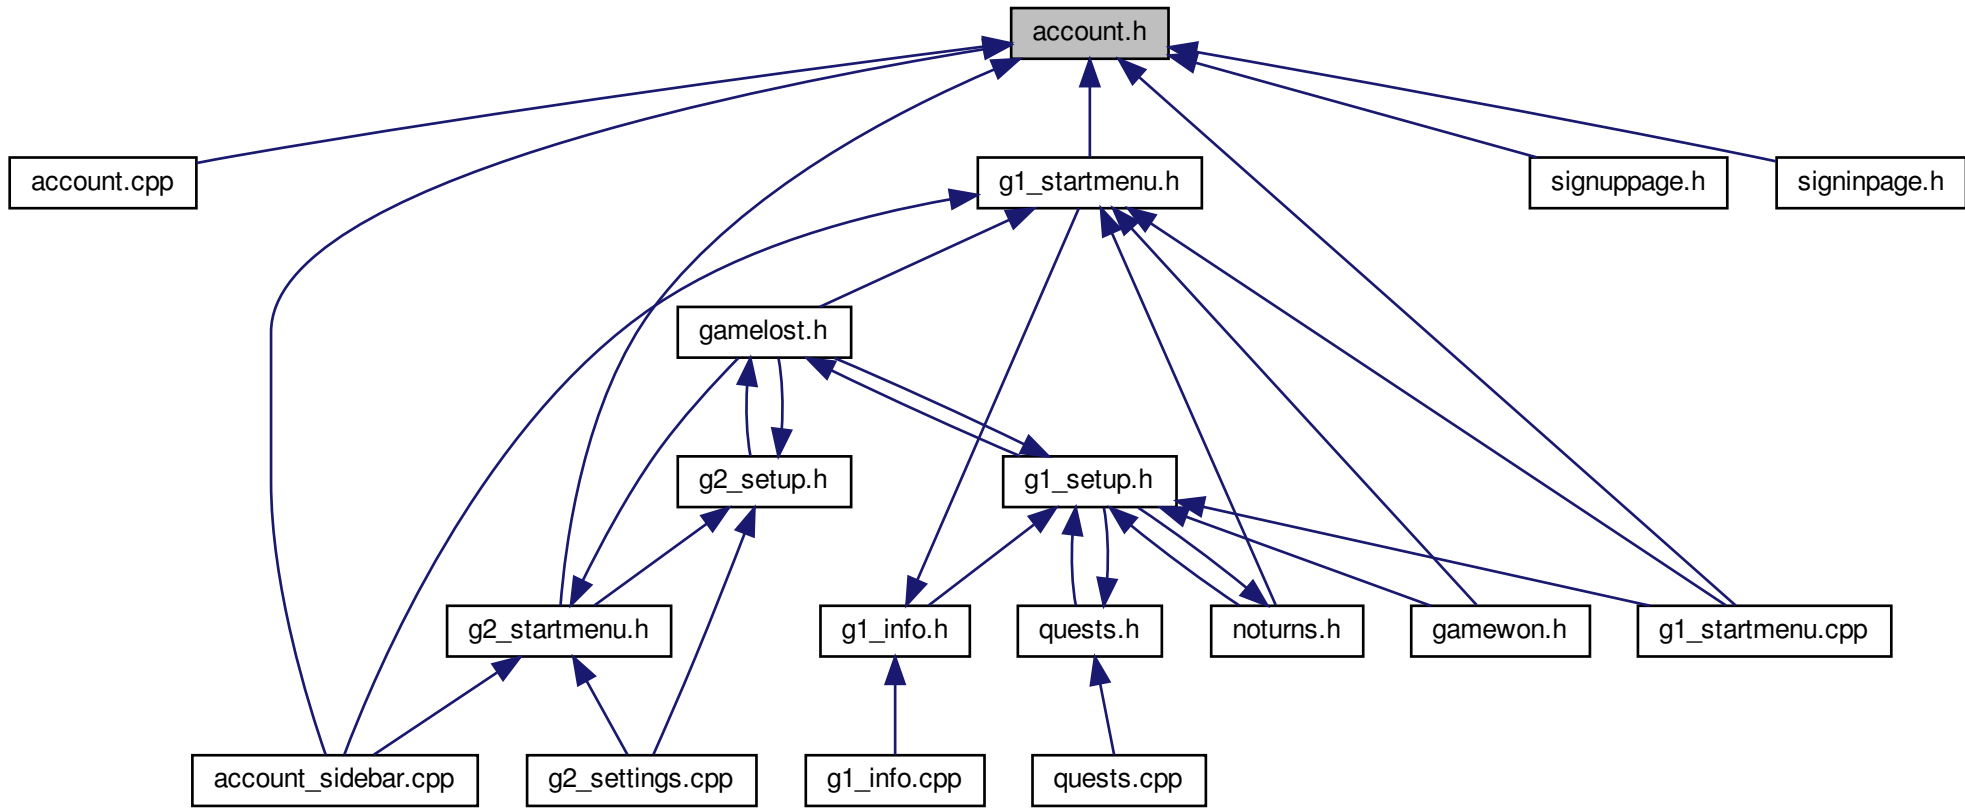 account.h
account.cpp
g1_startmenu.h
signuppage.h
signinpage.h
gamelost.h
g2_setup.h
g1_setup.h
g2_startmenu.h
g1_info.h
quests.h
noturns.h
gamewon.h
g1_startmenu.cpp
account_sidebar.cpp
g2_settings.cpp
g1_info.cpp
quests.cpp